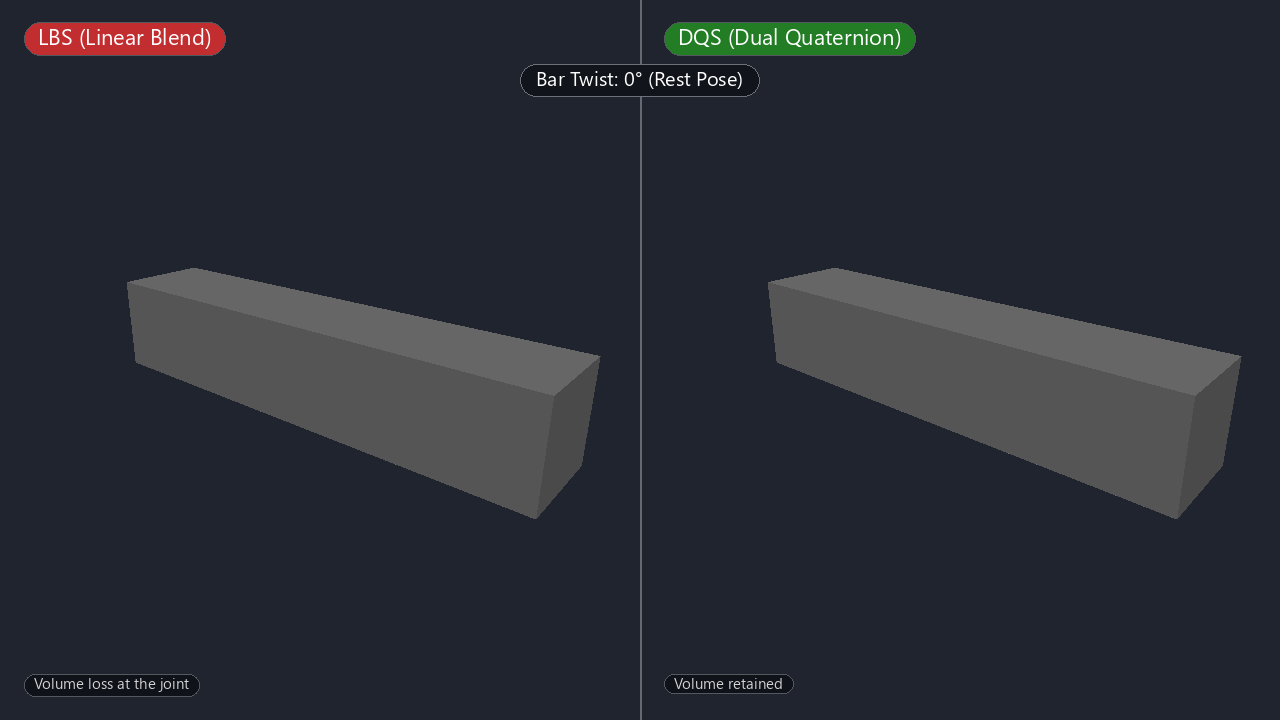 LBS (Linear Blend)
DQS (Dual Quaternion)
Bar Twist: 0° (Rest Pose)
Volume loss at the joint
Volume retained